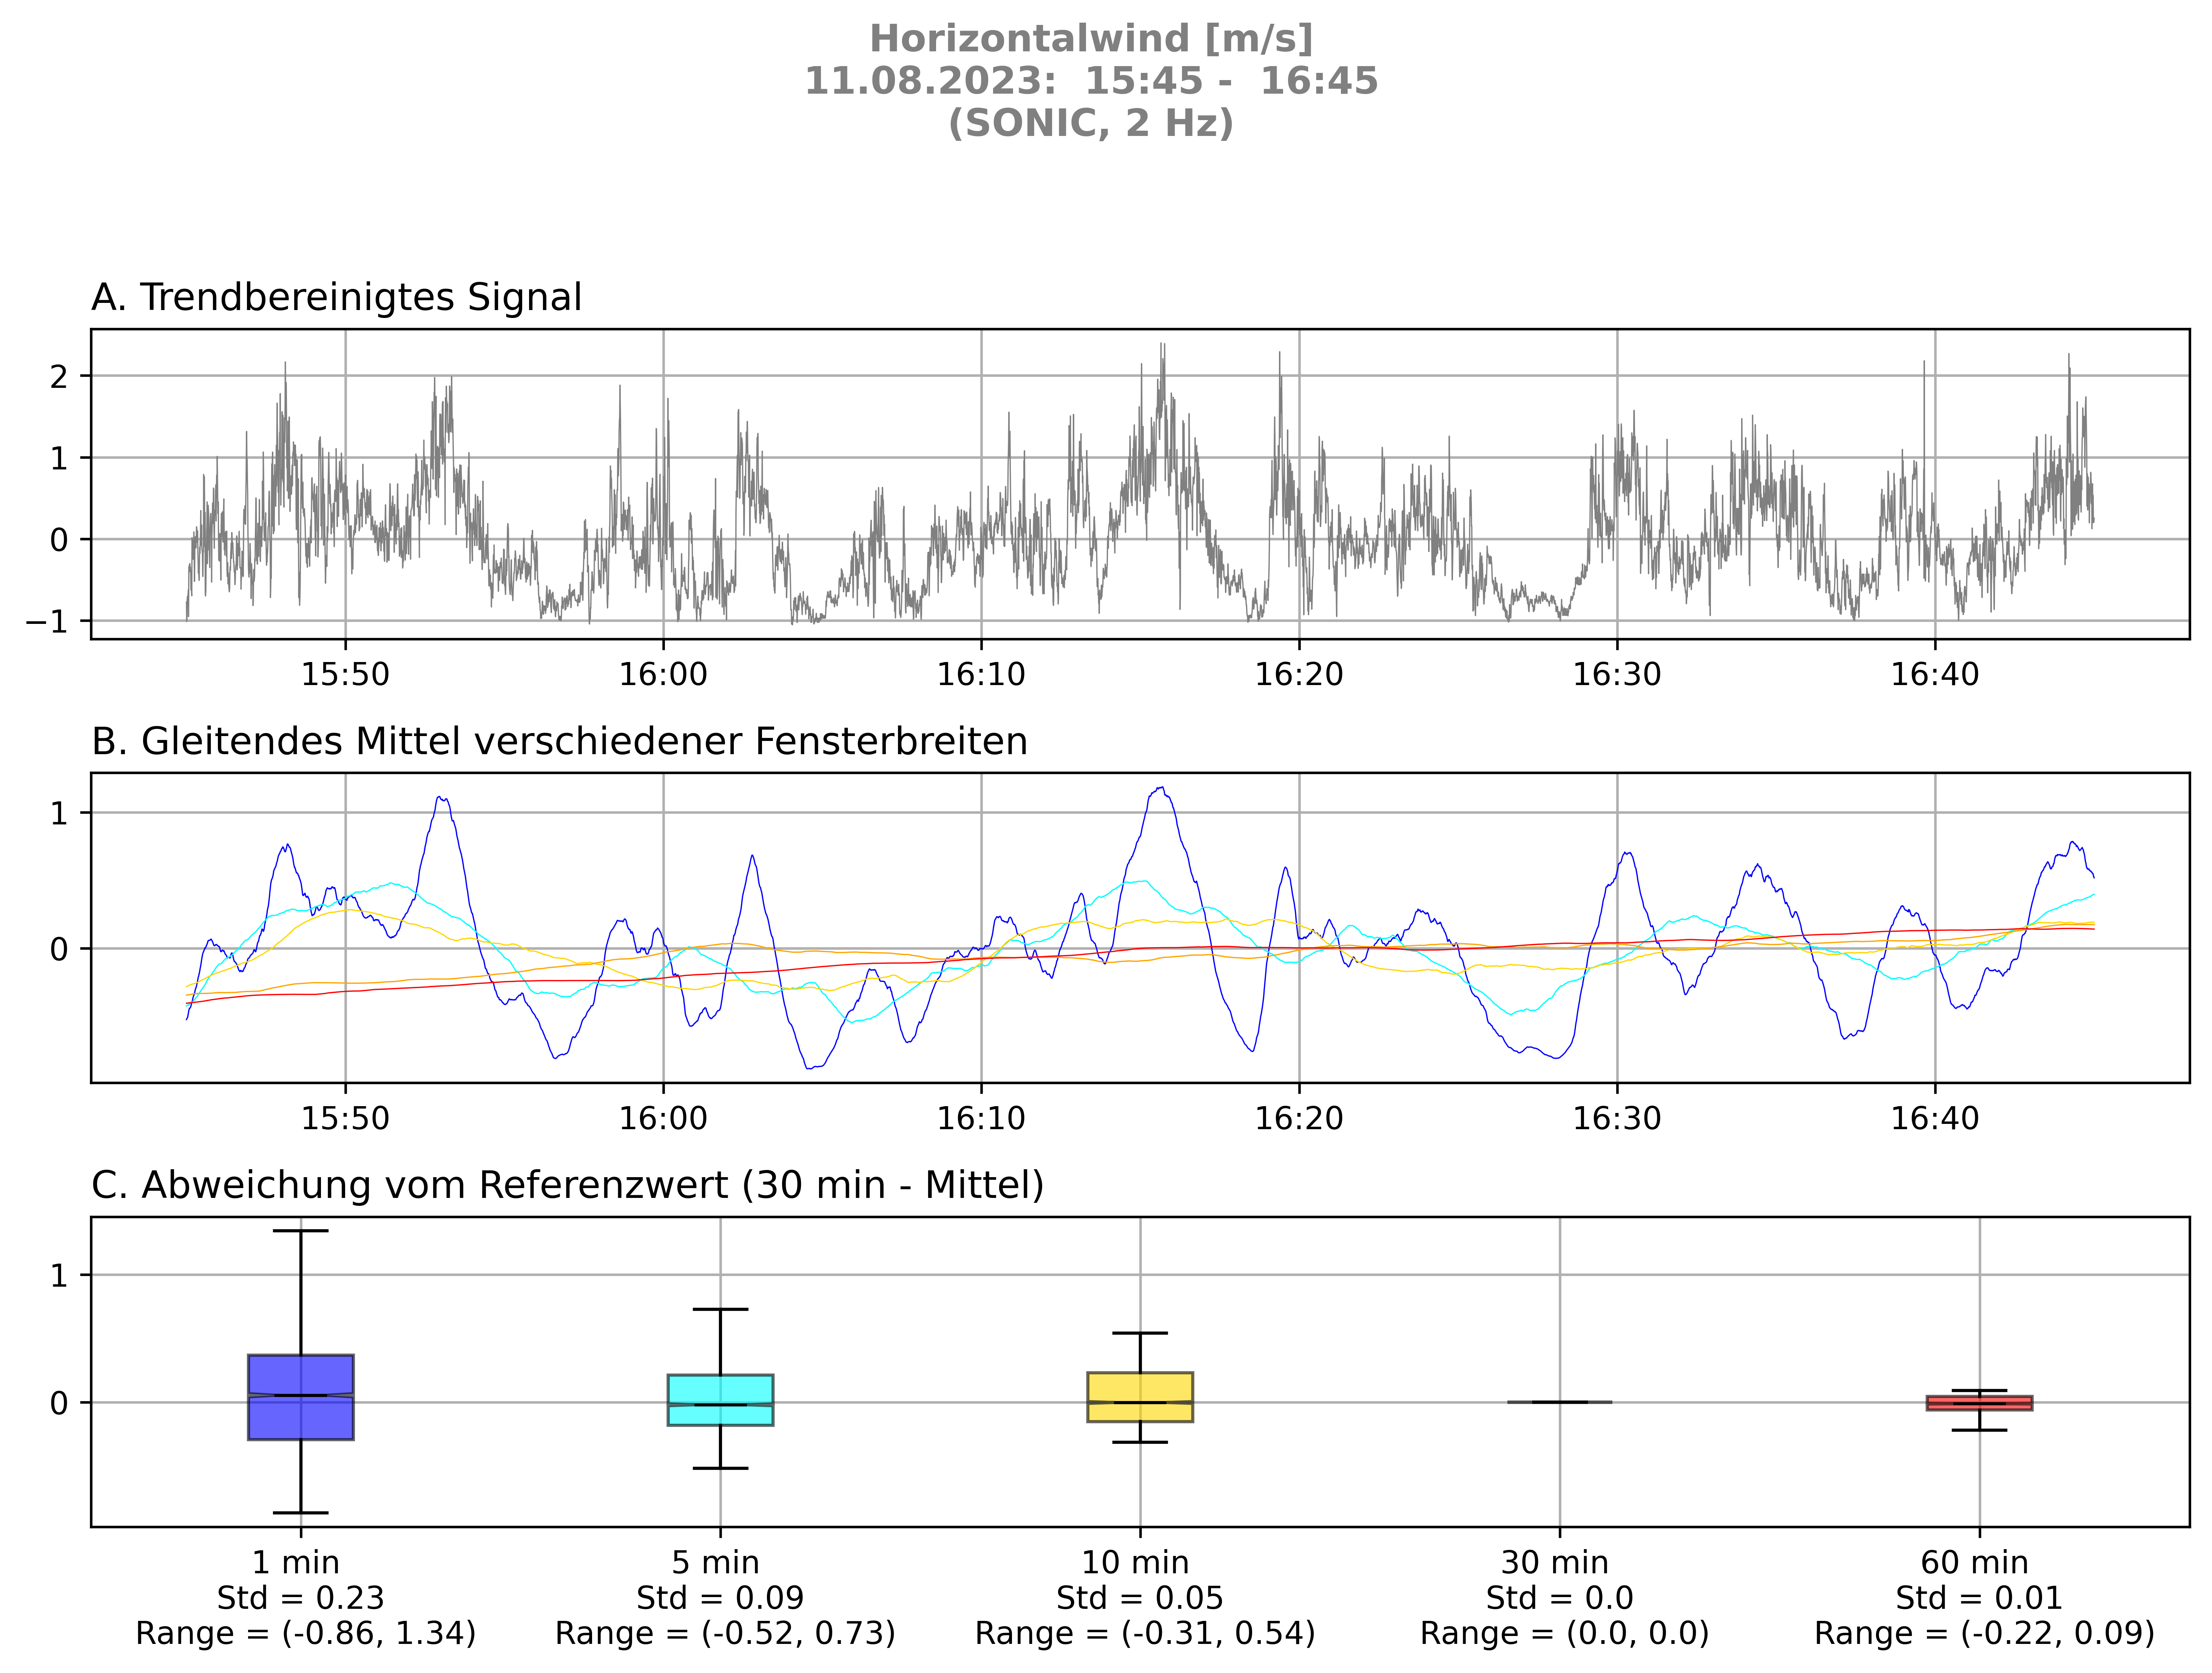 Horizontalwind [m/s]
11.08.2023:  15:45 -  16:45
(SONIC, 2 Hz)
A. Trendbereinigtes Signal
2
1
0
−1
15:50 16:00 16:10 16:20 16:30 16:40
B. Gleitendes Mittel verschiedener Fensterbreiten
1
0
15:50 16:00 16:10 16:20 16:30 16:40
C. Abweichung vom Referenzwert (30 min - Mittel)
1
0
1 min 5 min 10 min 30 min 60 min
Std = 0.23 Std = 0.09 Std = 0.05 Std = 0.0 Std = 0.01
Range = (-0.86, 1.34) Range = (-0.52, 0.73) Range = (-0.31, 0.54) Range = (0.0, 0.0) Range = (-0.22, 0.09)